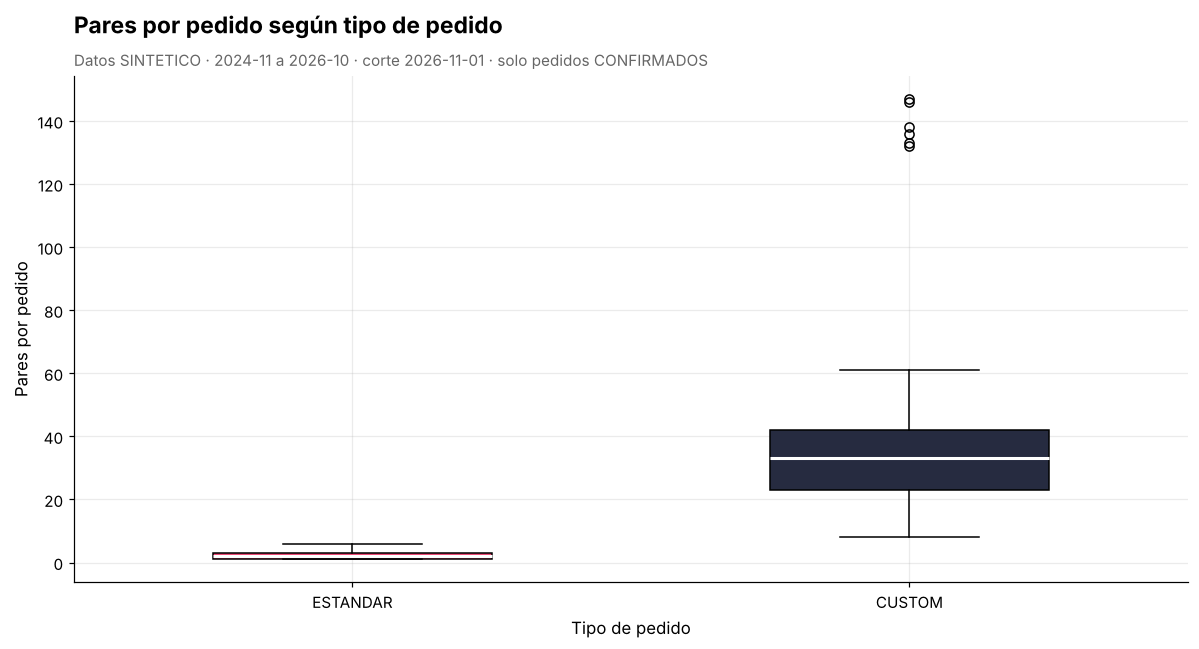 Pares por pedido según tipo de pedido
Datos SINTETICO · 2024-11 a 2026-10 · corte 2026-11-01 · solo pedidos CONFIRMADOS
Pares por pedido
140
120
100
80
60
40
20
0
ESTANDAR
CUSTOM
Tipo de pedido